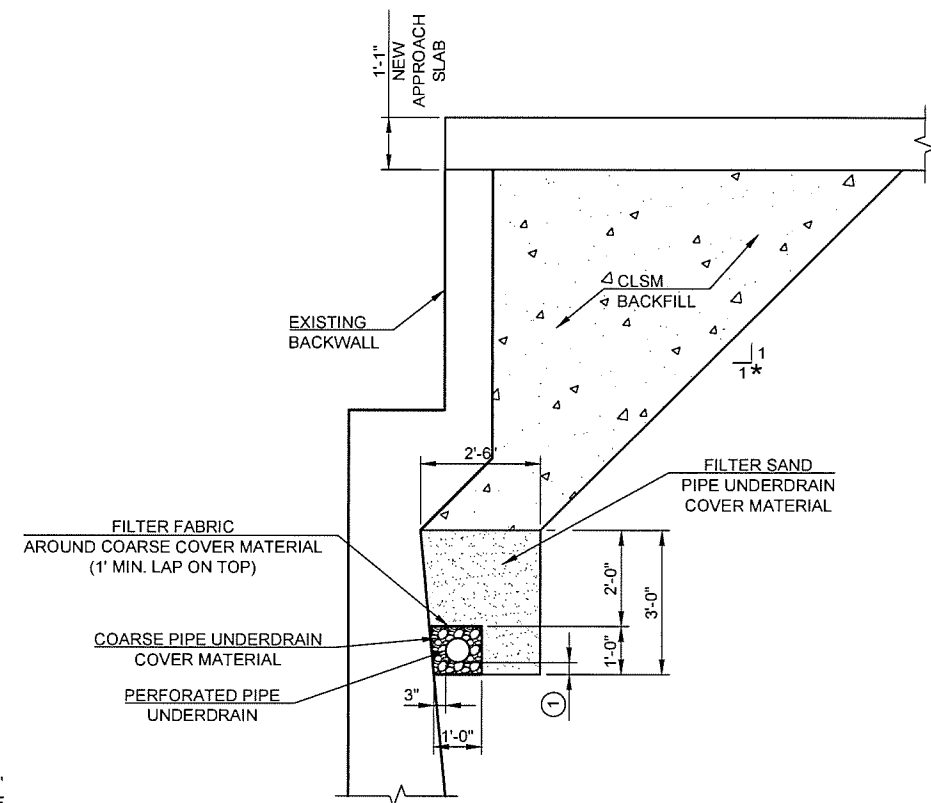 1'-1"
NEW
APPROACH
SLAB
CLSM
BACKFILL
EXISTING
BACKWALL
1
1*
2'-6"
FILTER SAND
PIPE UNDERDRAIN
COVER MATERIAL
FILTER FABRIC
AROUND COARSE COVER MATERIAL
(1' MIN. LAP ON TOP)
2'-0"
3'-0"
1'-0"
COARSE PIPE UNDERDRAIN
COVER MATERIAL
PERFORATED PIPE
UNDERDRAIN
3"
1
1'-0"